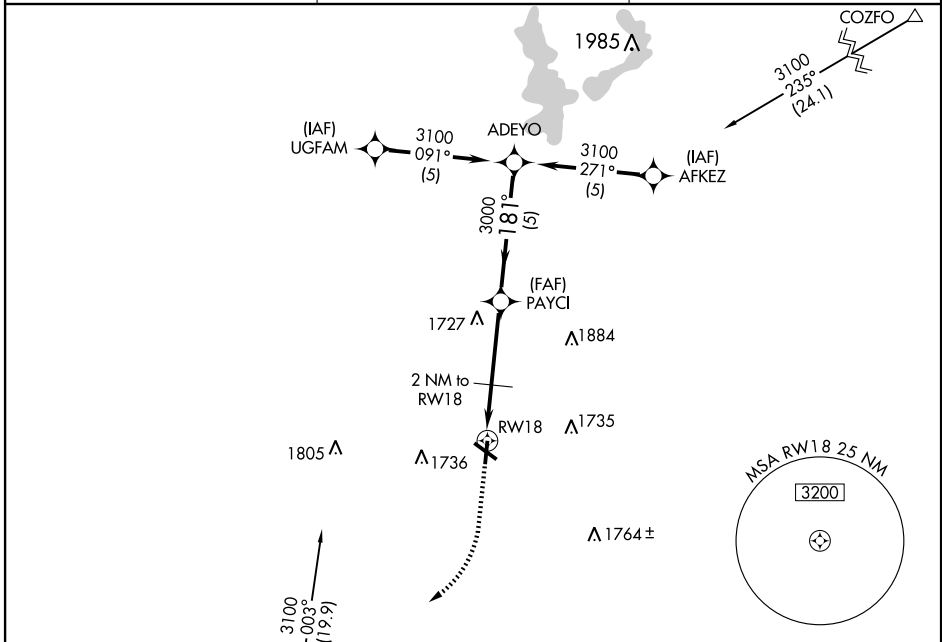 COZFO
1985
3100
235°
(24.1)
(IAF)
UGFAM
3100
091°
(5)
ADEYO
3100
271°
(5)
(IAF)
AFKEZ
3000
181°
(5)
(FAF)
PAYCI
1727
1884
2 NM to
RW18
RW18
1735
1805
1736
MSA RW18 25 NM
3200
1764±
3100
003°
(19.9)